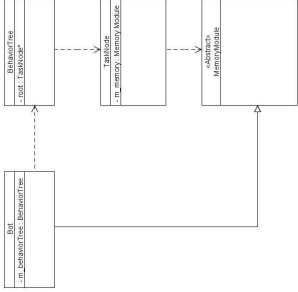 BehaviorTree
- root : TaskNode*
TaskNode
- m_memory : Memory Module
«Abstract»
MemoryModule
Bot
- m_behaviorTree : BehaviorTree